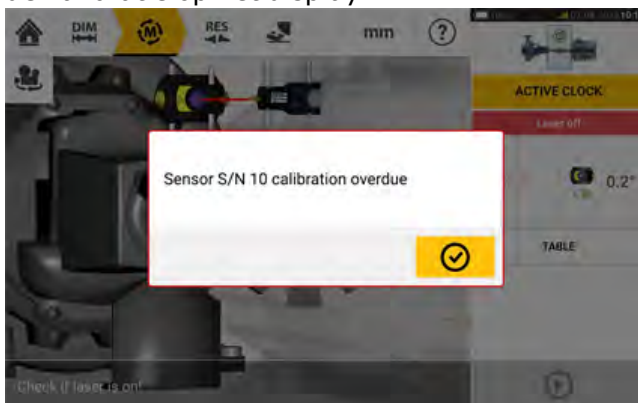 DIM
M
RES
mm
?
ACTIVE CLOCK
Laser off
Sensor S/N 10 calibration overdue
0.2°
TABLE
Check if laser is on!